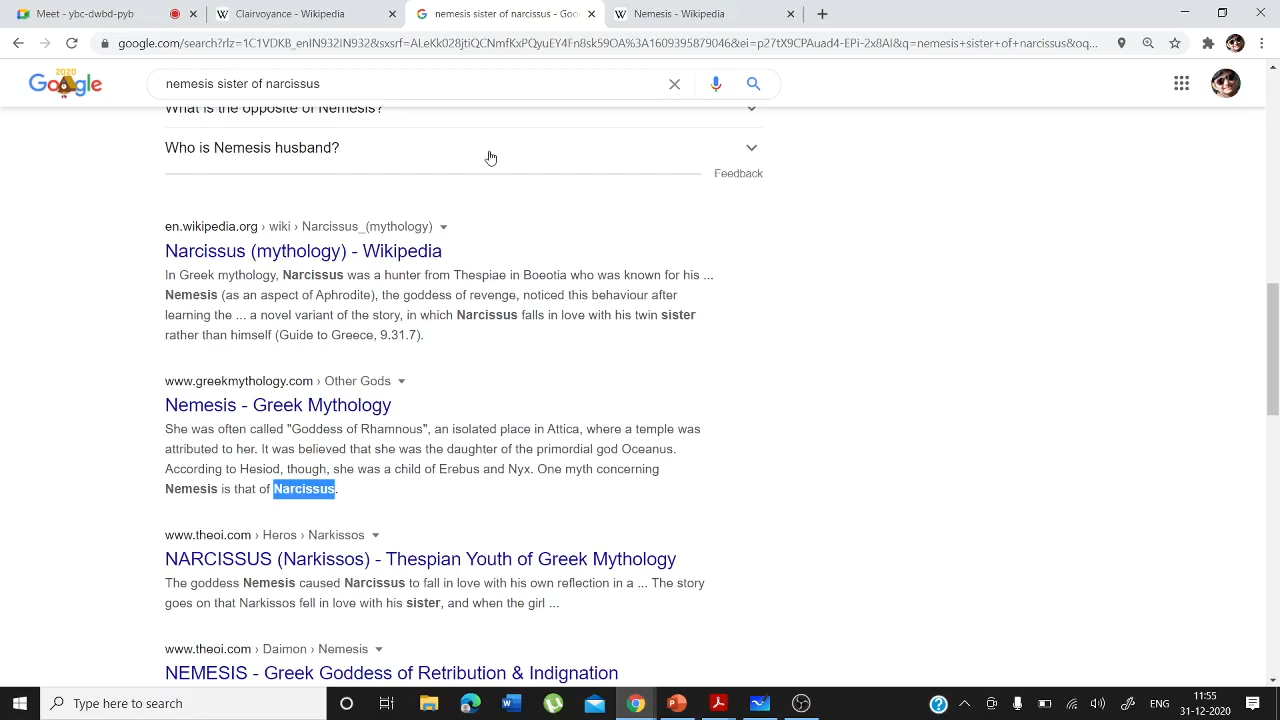 Meet - ybc-dwbd-pyb
Clairvoyance - Wikipedia
nemesis sister of narcissus - Goo
Nemesis - Wikipedia
google.com/search?rlz=1C1VDKB_enIN932IN932&sxsrf=ALeKk028jtiQCNmfKxPQyuEY4Fn8sk59OA%3A1609395879046&ei=p27tX9CPAuad4-EPi-2x8AI&q=nemesis+sister+of+narcissus&oq...
2020
Google
nemesis sister of narcissus
What is the opposite of Nemesis?
Who is Nemesis husband?
Feedback
en.wikipedia.org › wiki › Narcissus_(mythology)
Narcissus (mythology) - Wikipedia
In Greek mythology, Narcissus was a hunter from Thespiae in Boeotia who was known for his ...
Nemesis (as an aspect of Aphrodite), the goddess of revenge, noticed this behaviour after
learning the ... a novel variant of the story, in which Narcissus falls in love with his twin sister
rather than himself (Guide to Greece, 9.31.7).
www.greekmythology.com › Other Gods
Nemesis - Greek Mythology
She was often called "Goddess of Rhamnous", an isolated place in Attica, where a temple was
attributed to her. It was believed that she was the daughter of the primordial god Oceanus.
According to Hesiod, though, she was a child of Erebus and Nyx. One myth concerning
Nemesis is that of Narcissus.
www.theoi.com › Heros › Narkissos
NARCISSUS (Narkissos) - Thespian Youth of Greek Mythology
The goddess Nemesis caused Narcissus to fall in love with his own reflection in a ... The story
goes on that Narkissos fell in love with his sister, and when the girl ...
www.theoi.com › Daimon › Nemesis
NEMESIS - Greek Goddess of Retribution & Indignation
Type here to search
ENG
11:55
31-12-2020